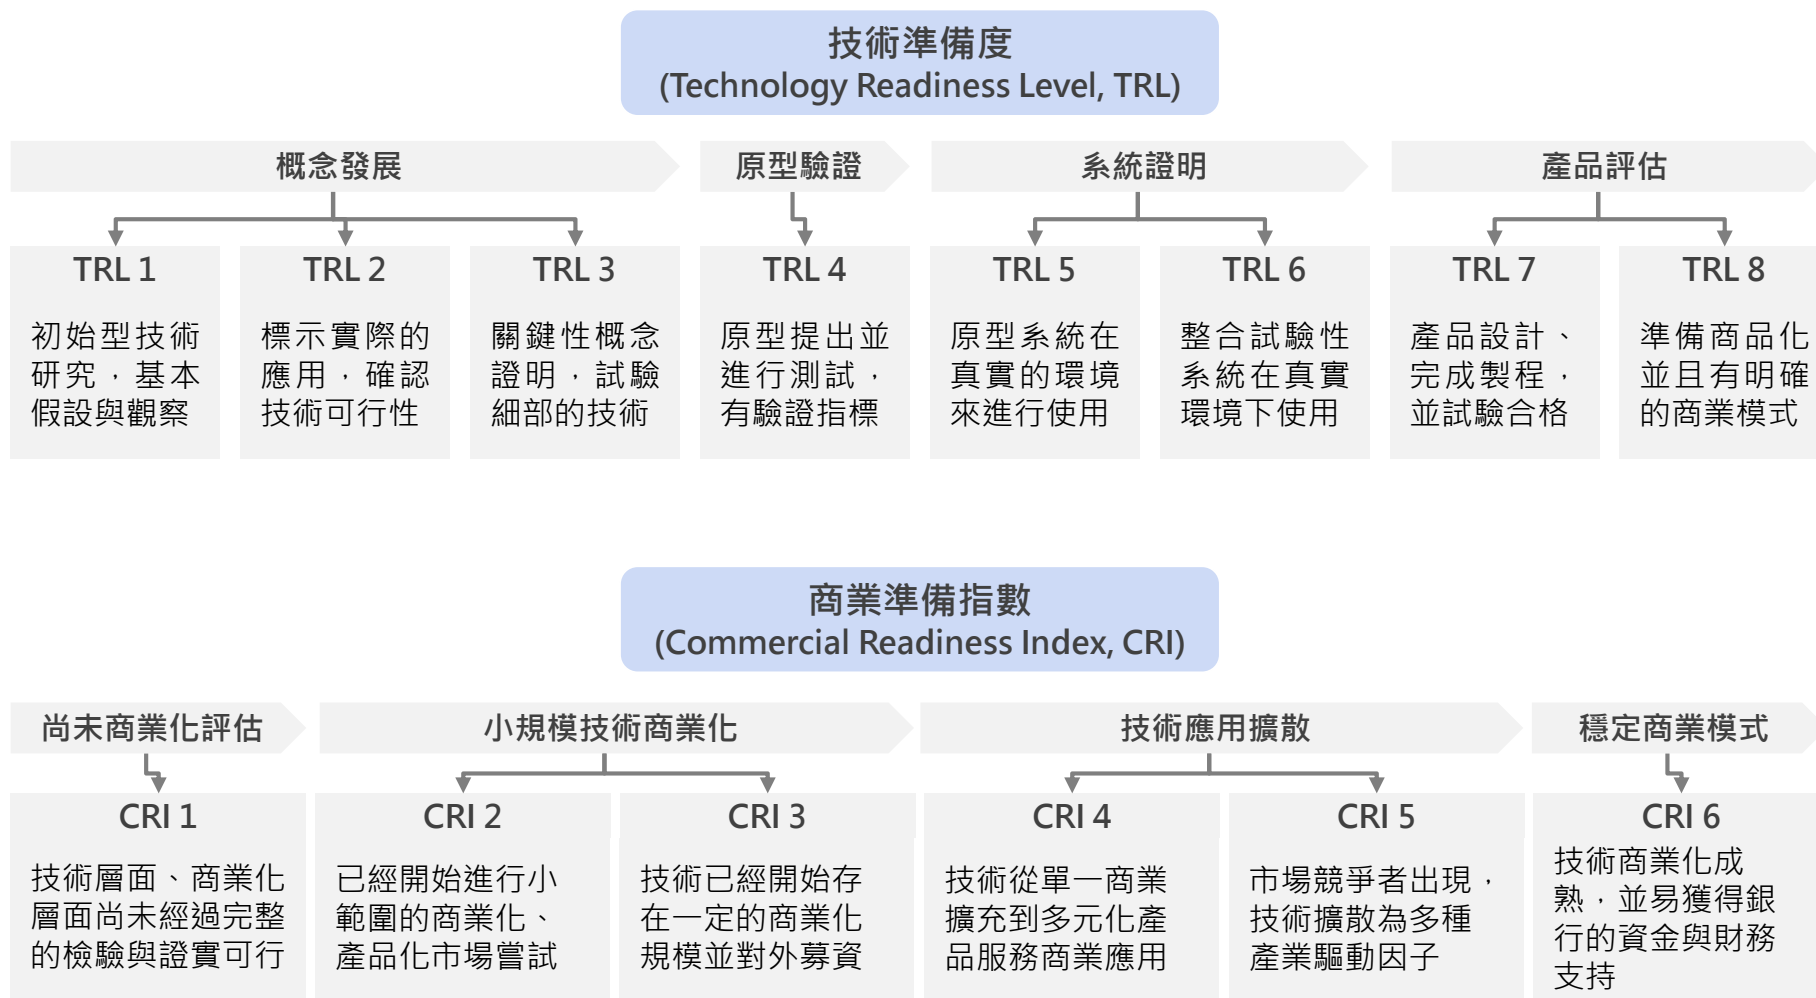 技術準備度
(Technology Readiness Level, TRL)
概念發展
原型驗證
系統證明
產品評估
TRL 1
初始型技術
研究，基本
假設與觀察
TRL 2
標示實際的
應用，確認
技術可行性
TRL 3
關鍵性概念
證明，試驗
細部的技術
TRL 4
原型提出並
進行測試，
有驗證指標
TRL 5
原型系統在
真實的環境
來進行使用
TRL 6
整合試驗性
系統在真實
環境下使用
TRL 7
產品設計、
完成製程，
並試驗合格
TRL 8
準備商品化
並且有明確
的商業模式
商業準備指數
(Commercial Readiness Index, CRI)
尚未商業化評估
小規模技術商業化
技術應用擴散
穩定商業模式
CRI 1
技術層面、商業化
層面尚未經過完整
的檢驗與證實可行
CRI 2
已經開始進行小
範圍的商業化、
產品化市場嘗試
CRI 3
技術已經開始存
在一定的商業化
規模並對外募資
CRI 4
技術從單一商業
擴充到多元化產
品服務商業應用
CRI 5
市場競爭者出現，
技術擴散為多種
產業驅動因子
CRI 6
技術商業化成
熟，並易獲得銀
行的資金與財務
支持